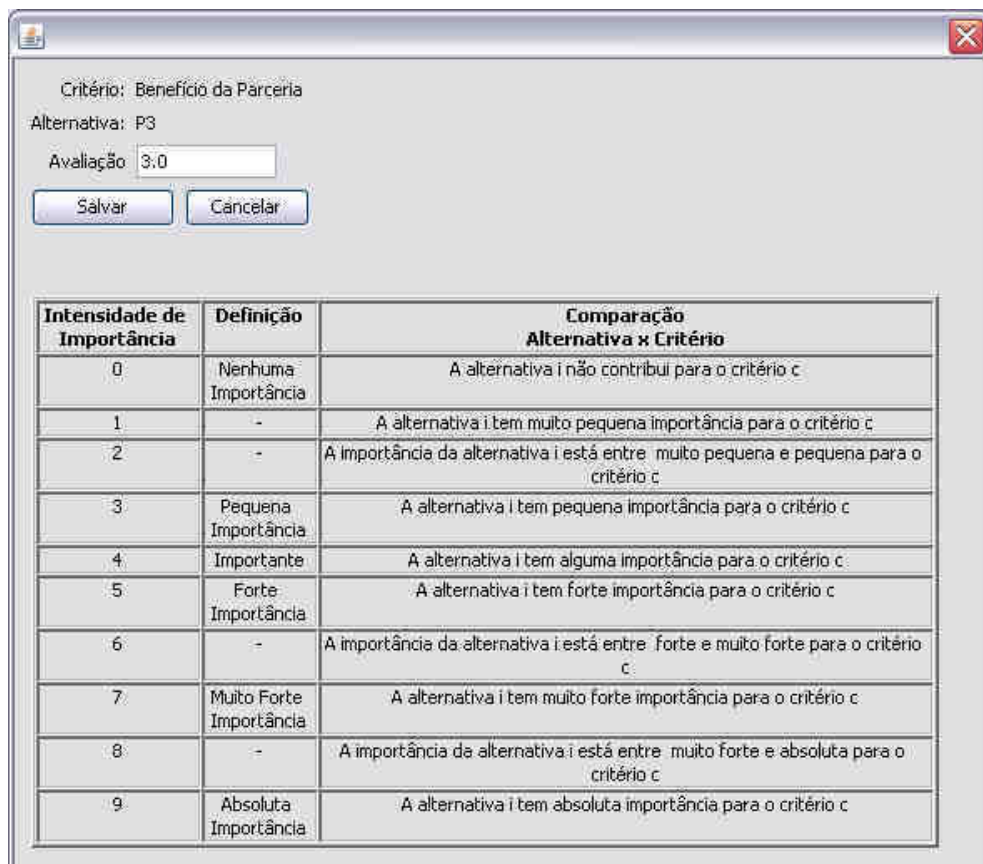 Critério: Benefício da Parceria
Alternativa: P3
Avaliação 3.0
Salvar Cancelar
Intensidade de Importância Definição Comparação Alternativa x Critério
0 Nenhuma Importância A alternativa i não contribui para o critério c
1 - A alternativa i tem muito pequena importância para o critério c
2 - A importância da alternativa i está entre muito pequena e pequena para o critério c
3 Pequena Importância A alternativa i tem pequena importância para o critério c
4 Importante A alternativa i tem alguma importância para o critério c
5 Forte Importância A alternativa i tem forte importância para o critério c
6 - A importância da alternativa i está entre forte e muito forte para o critério c
7 Muito Forte Importância A alternativa i tem muito forte importância para o critério c
8 - A importância da alternativa i está entre muito forte e absoluta para o critério c
9 Absoluta Importância A alternativa i tem absoluta importância para o critério c